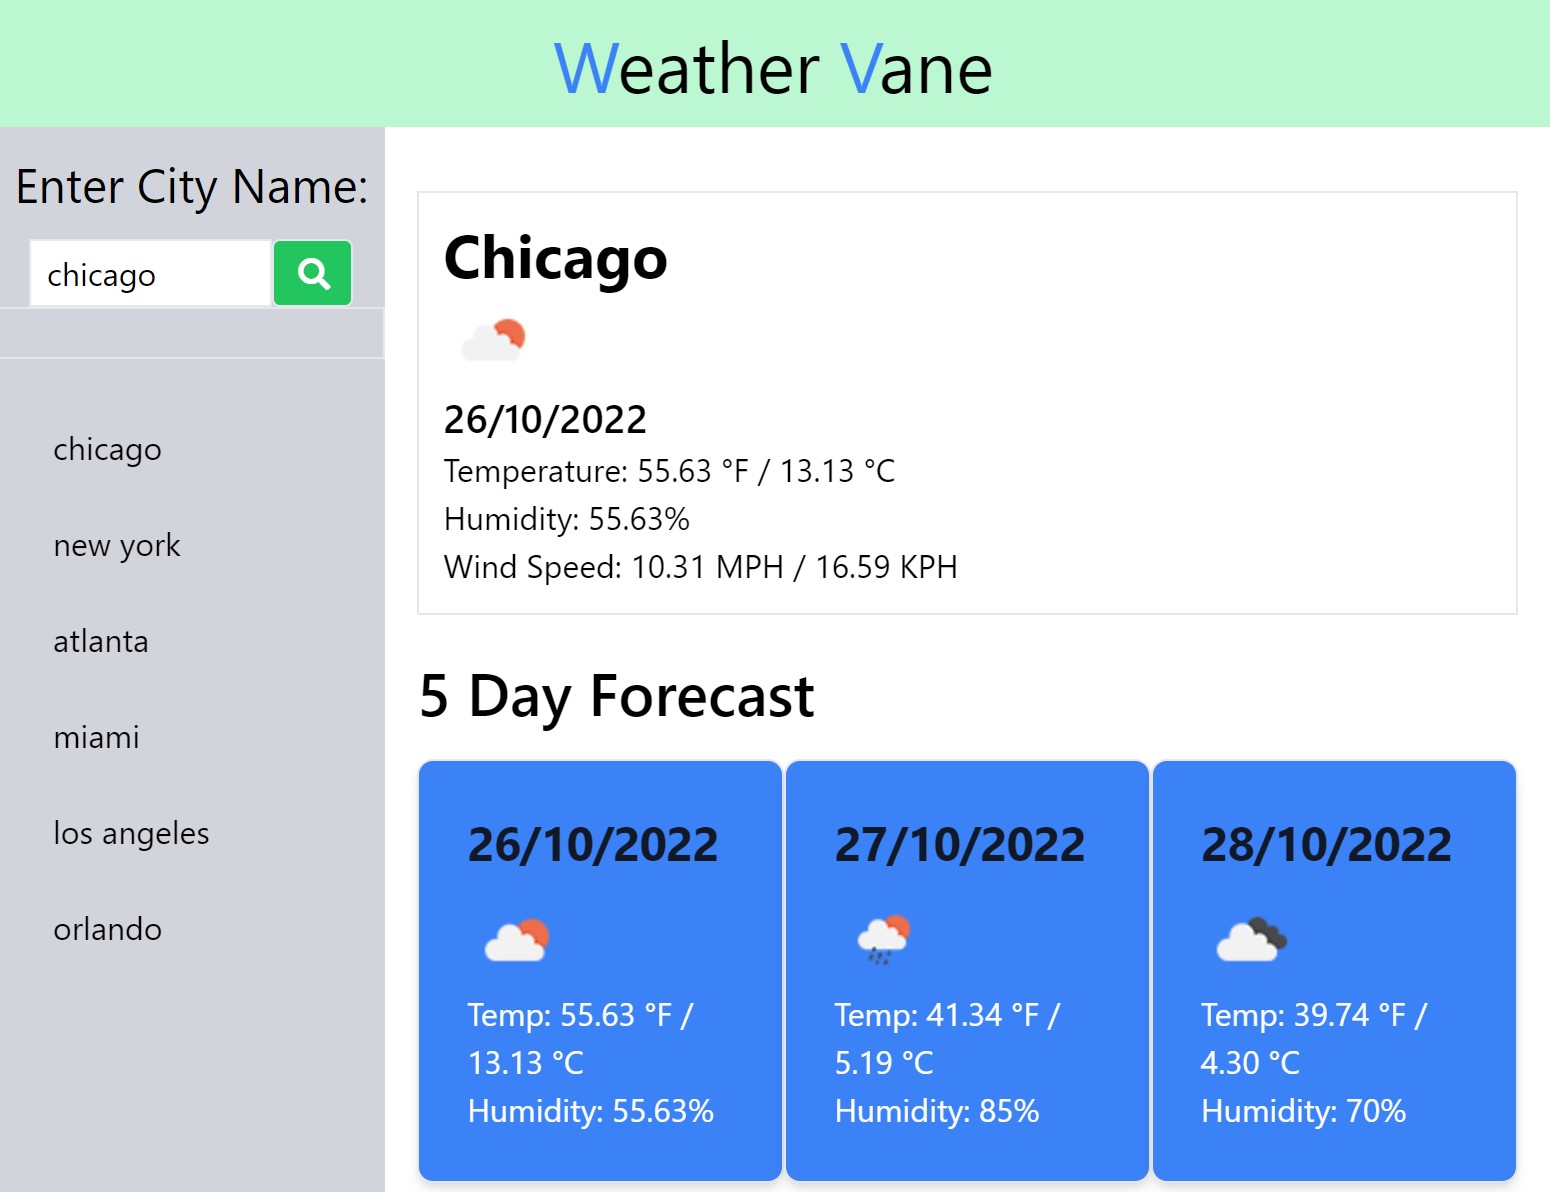 Weather Vane
Enter City Name:
chicago
chicago
new york
atlanta
miami
los angeles
orlando
Chicago
26/10/2022
Temperature: 55.63 °F / 13.13 °C
Humidity: 55.63%
Wind Speed: 10.31 MPH / 16.59 KPH
5 Day Forecast
26/10/2022
Temp: 55.63 °F /
13.13 °C
Humidity: 55.63%
27/10/2022
Temp: 41.34 °F /
5.19 °C
Humidity: 85%
28/10/2022
Temp: 39.74 °F /
4.30 °C
Humidity: 70%